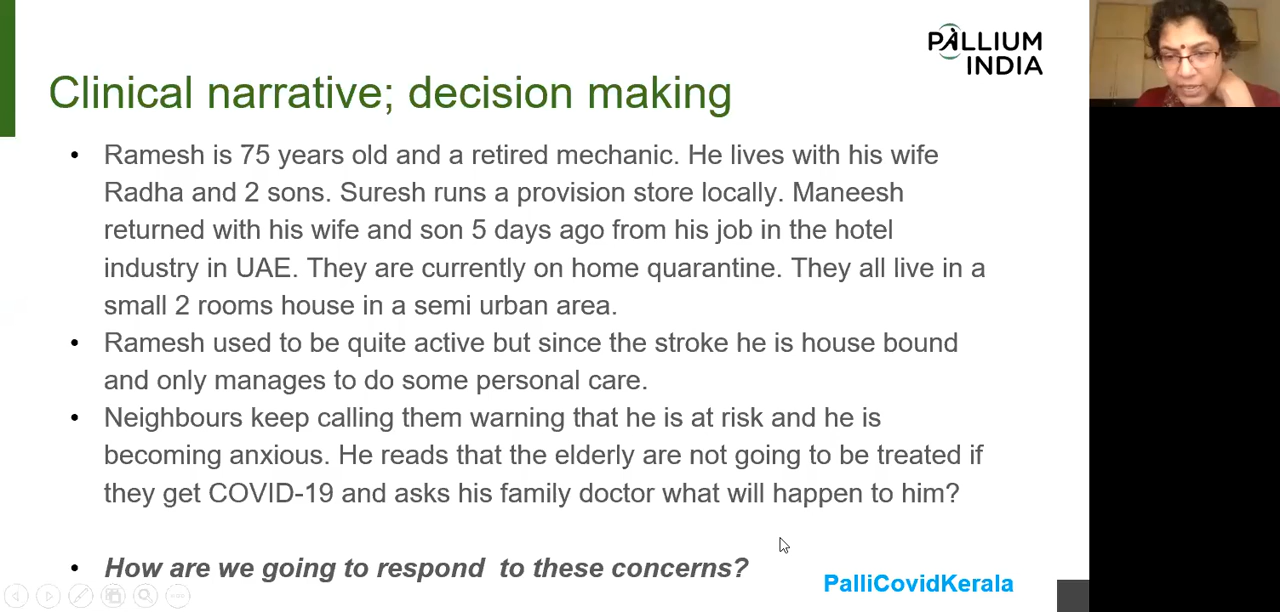 PALLIUM
INDIA
Clinical narrative; decision making
• Ramesh is 75 years old and a retired mechanic. He lives with his wife
Radha and 2 sons. Suresh runs a provision store locally. Maneesh
returned with his wife and son 5 days ago from his job in the hotel
industry in UAE. They are currently on home quarantine. They all live in a
small 2 rooms house in a semi urban area.
• Ramesh used to be quite active but since the stroke he is house bound
and only manages to do some personal care.
• Neighbours keep calling them warning that he is at risk and he is
becoming anxious. He reads that the elderly are not going to be treated if
they get COVID-19 and asks his family doctor what will happen to him?
• How are we going to respond  to these concerns?
PalliCovidKerala